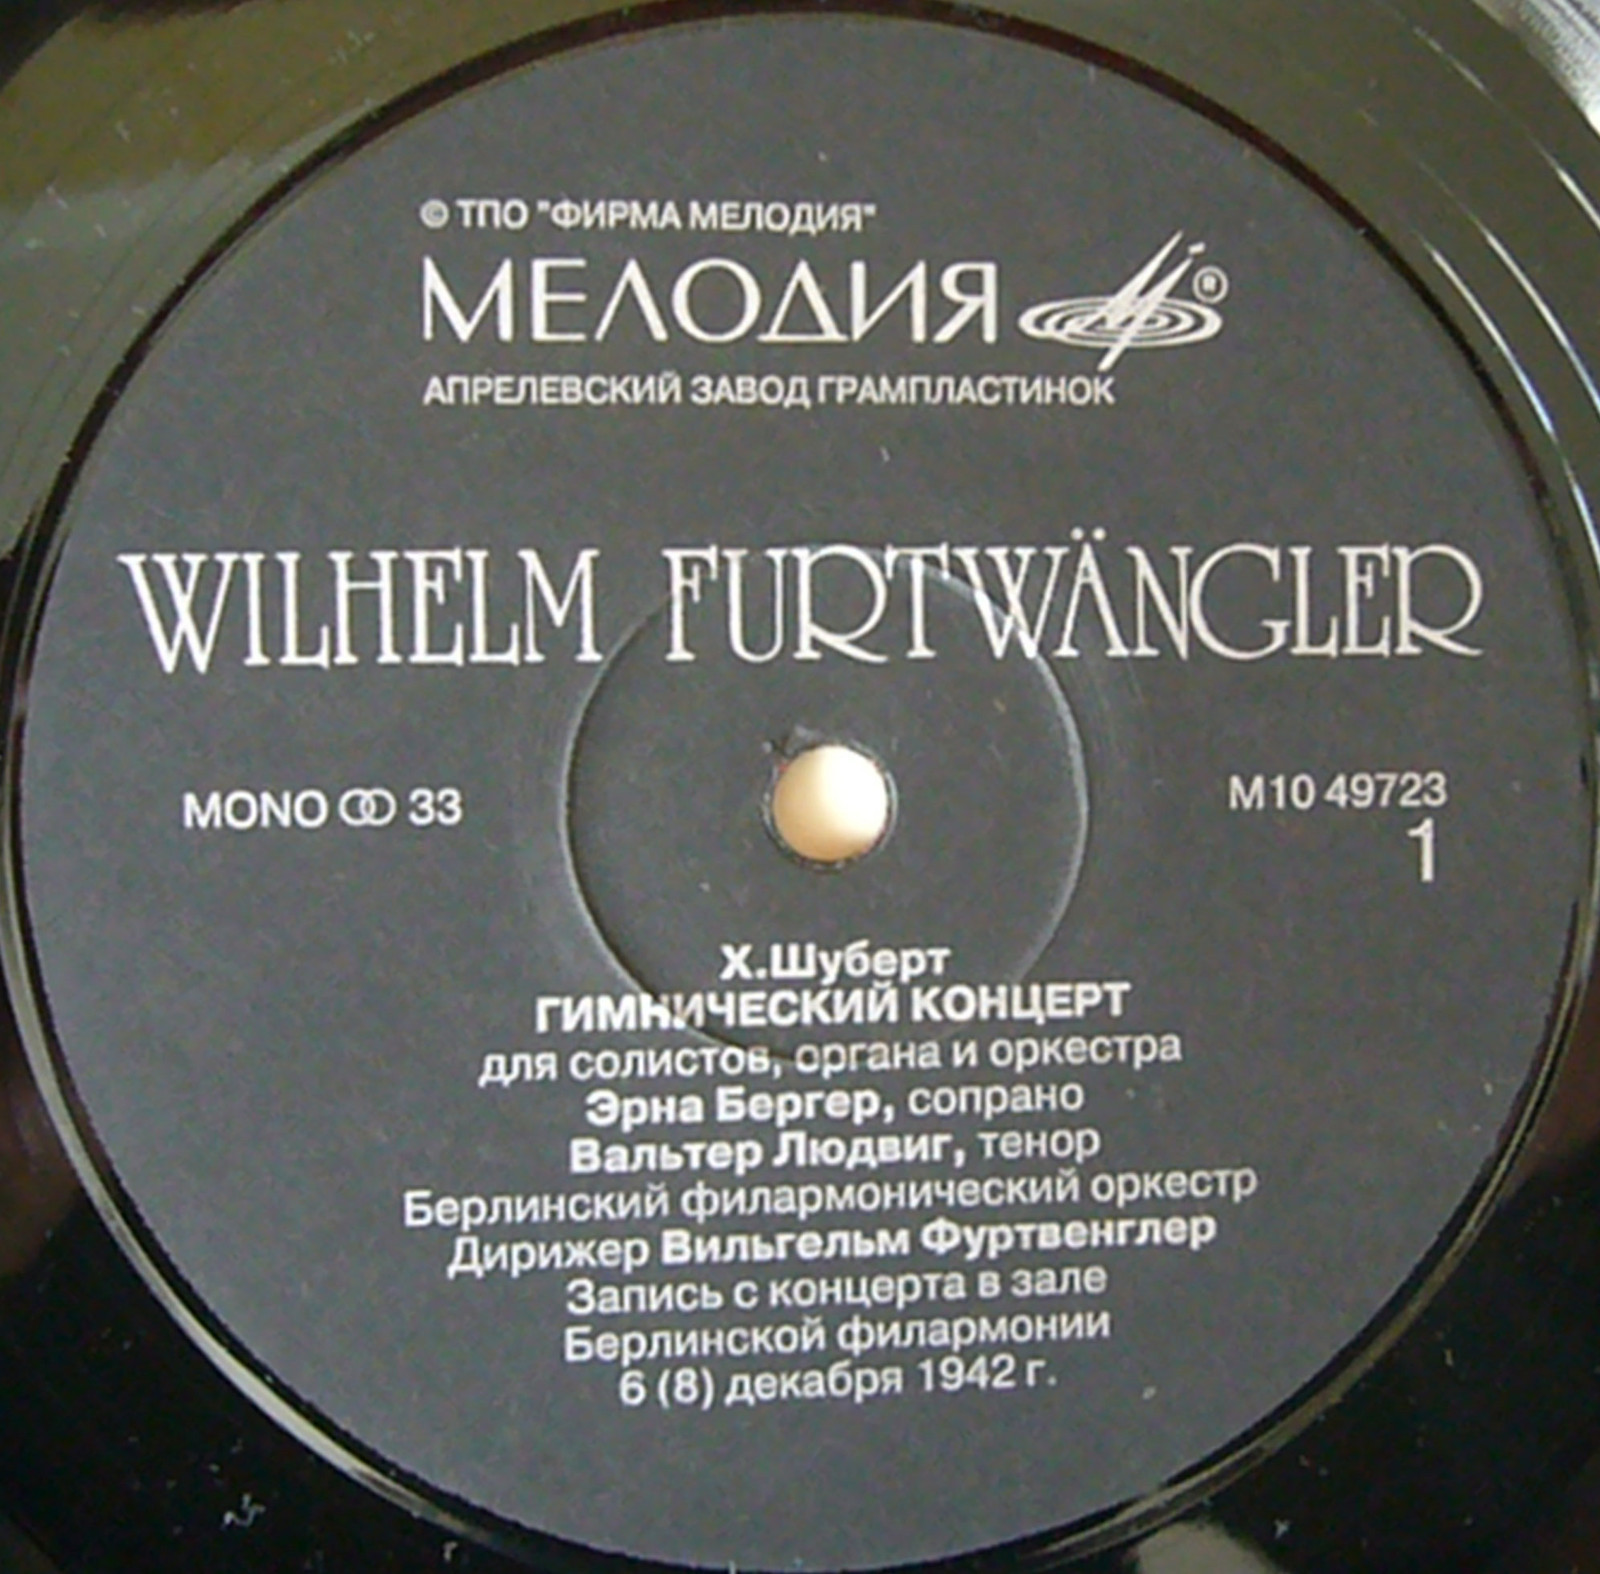 © ТПО "ФИРМА МЕЛОДИЯ"
МЕЛОДИЯ ®
АПРЕЛЕВСКИЙ ЗАВОД ГРАМПЛАСТИНОК
WILHELM FURTWÄNGLER
MONO 33
М10 49723
1
Х.Шуберт
ГИМНИЧЕСКИЙ КОНЦЕРТ
для солистов, органа и оркестра
Эрна Бергер, сопрано
Вальтер Людвиг, тенор
Берлинский филармонический оркестр
Дирижер Вильгельм Фуртвенглер
Запись с концерта в зале
Берлинской филармонии
6 (8) декабря 1942 г.